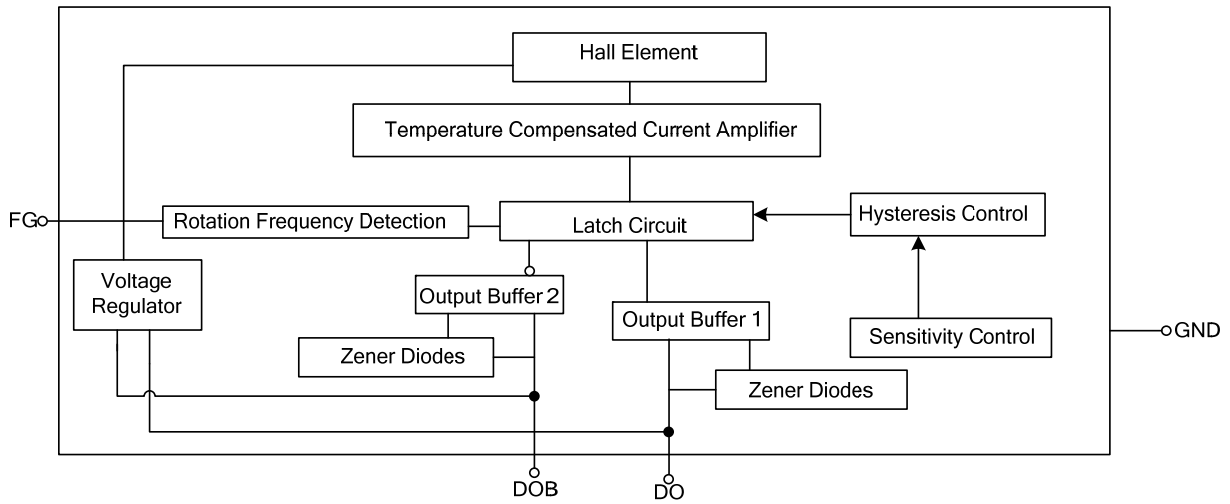 Hall Element
Temperature Compensated Current Amplifier
FG
Rotation Frequency Detection
Latch Circuit
Hysteresis Control
Voltage
Regulator
Output Buffer 2
Output Buffer 1
Sensitivity Control
GND
Zener Diodes
Zener Diodes
DOB
DO